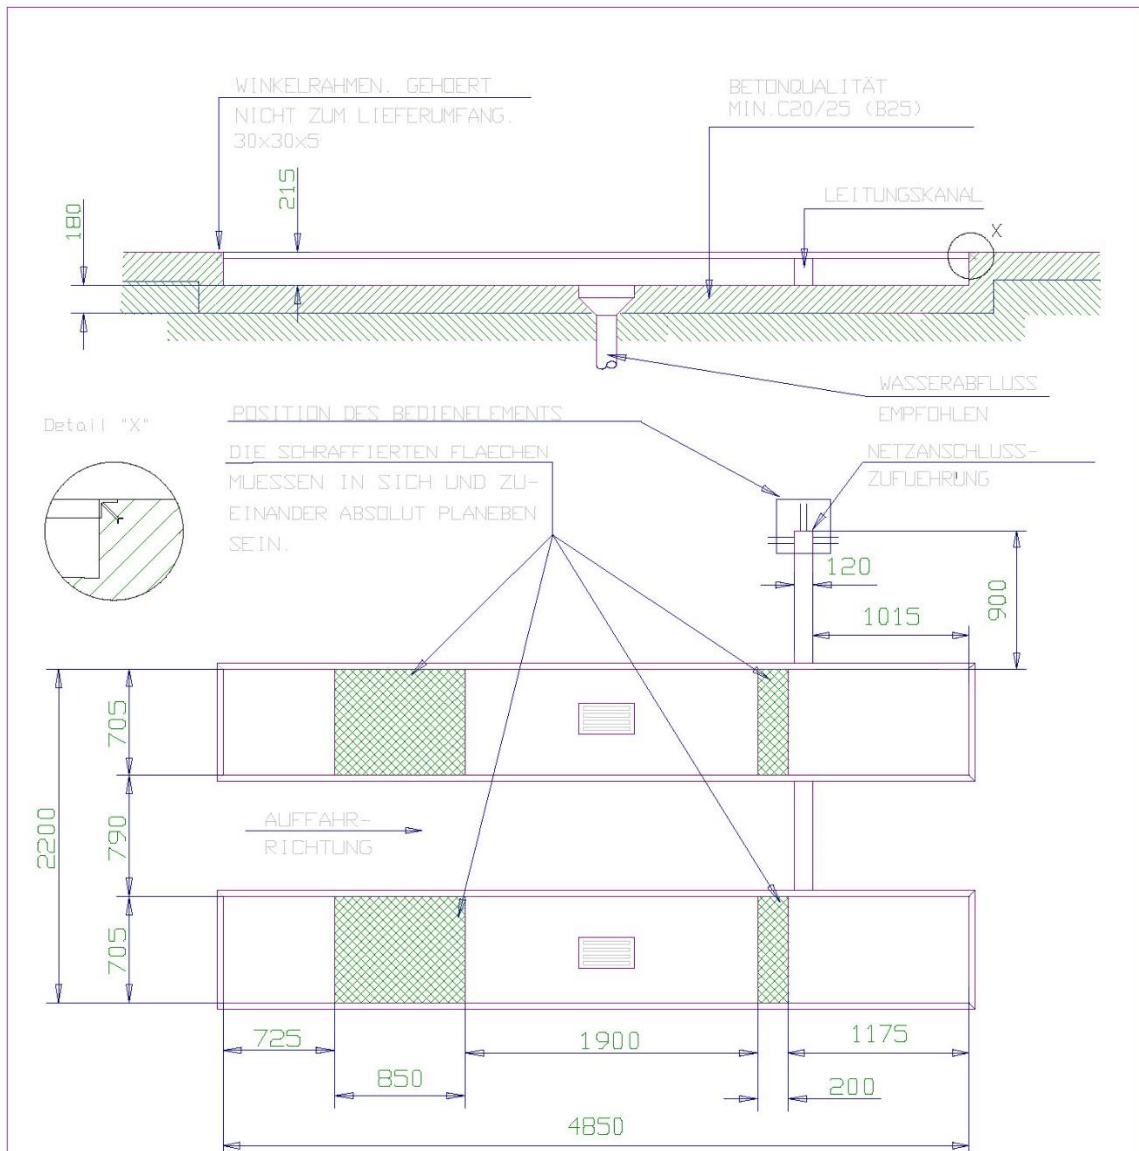 WINKELRAHMEN. GEHOERT
NICHT ZUM LIEFERUMFANG.
30x30x5
BETONQUALITÄT
MIN.C20/25 (B25)
215
180
LEITUNGSKANAL
X
WASSERABFLUSS
EMPFOHLEN
Detail "X"
POSITION DES BEDIENELEMENTS
DIE SCHRAFFIERTEN FLAECHEN
MUESSEN IN SICH UND ZU-
EINANDER ABSOLUT PLANEBEN
SEIN.
NETZANSCHLUSS-
ZUFUEHRUNG
120
900
1015
705
2200
790
AUFFAHR-
RICHTUNG
705
725
1900
1175
850
200
4850